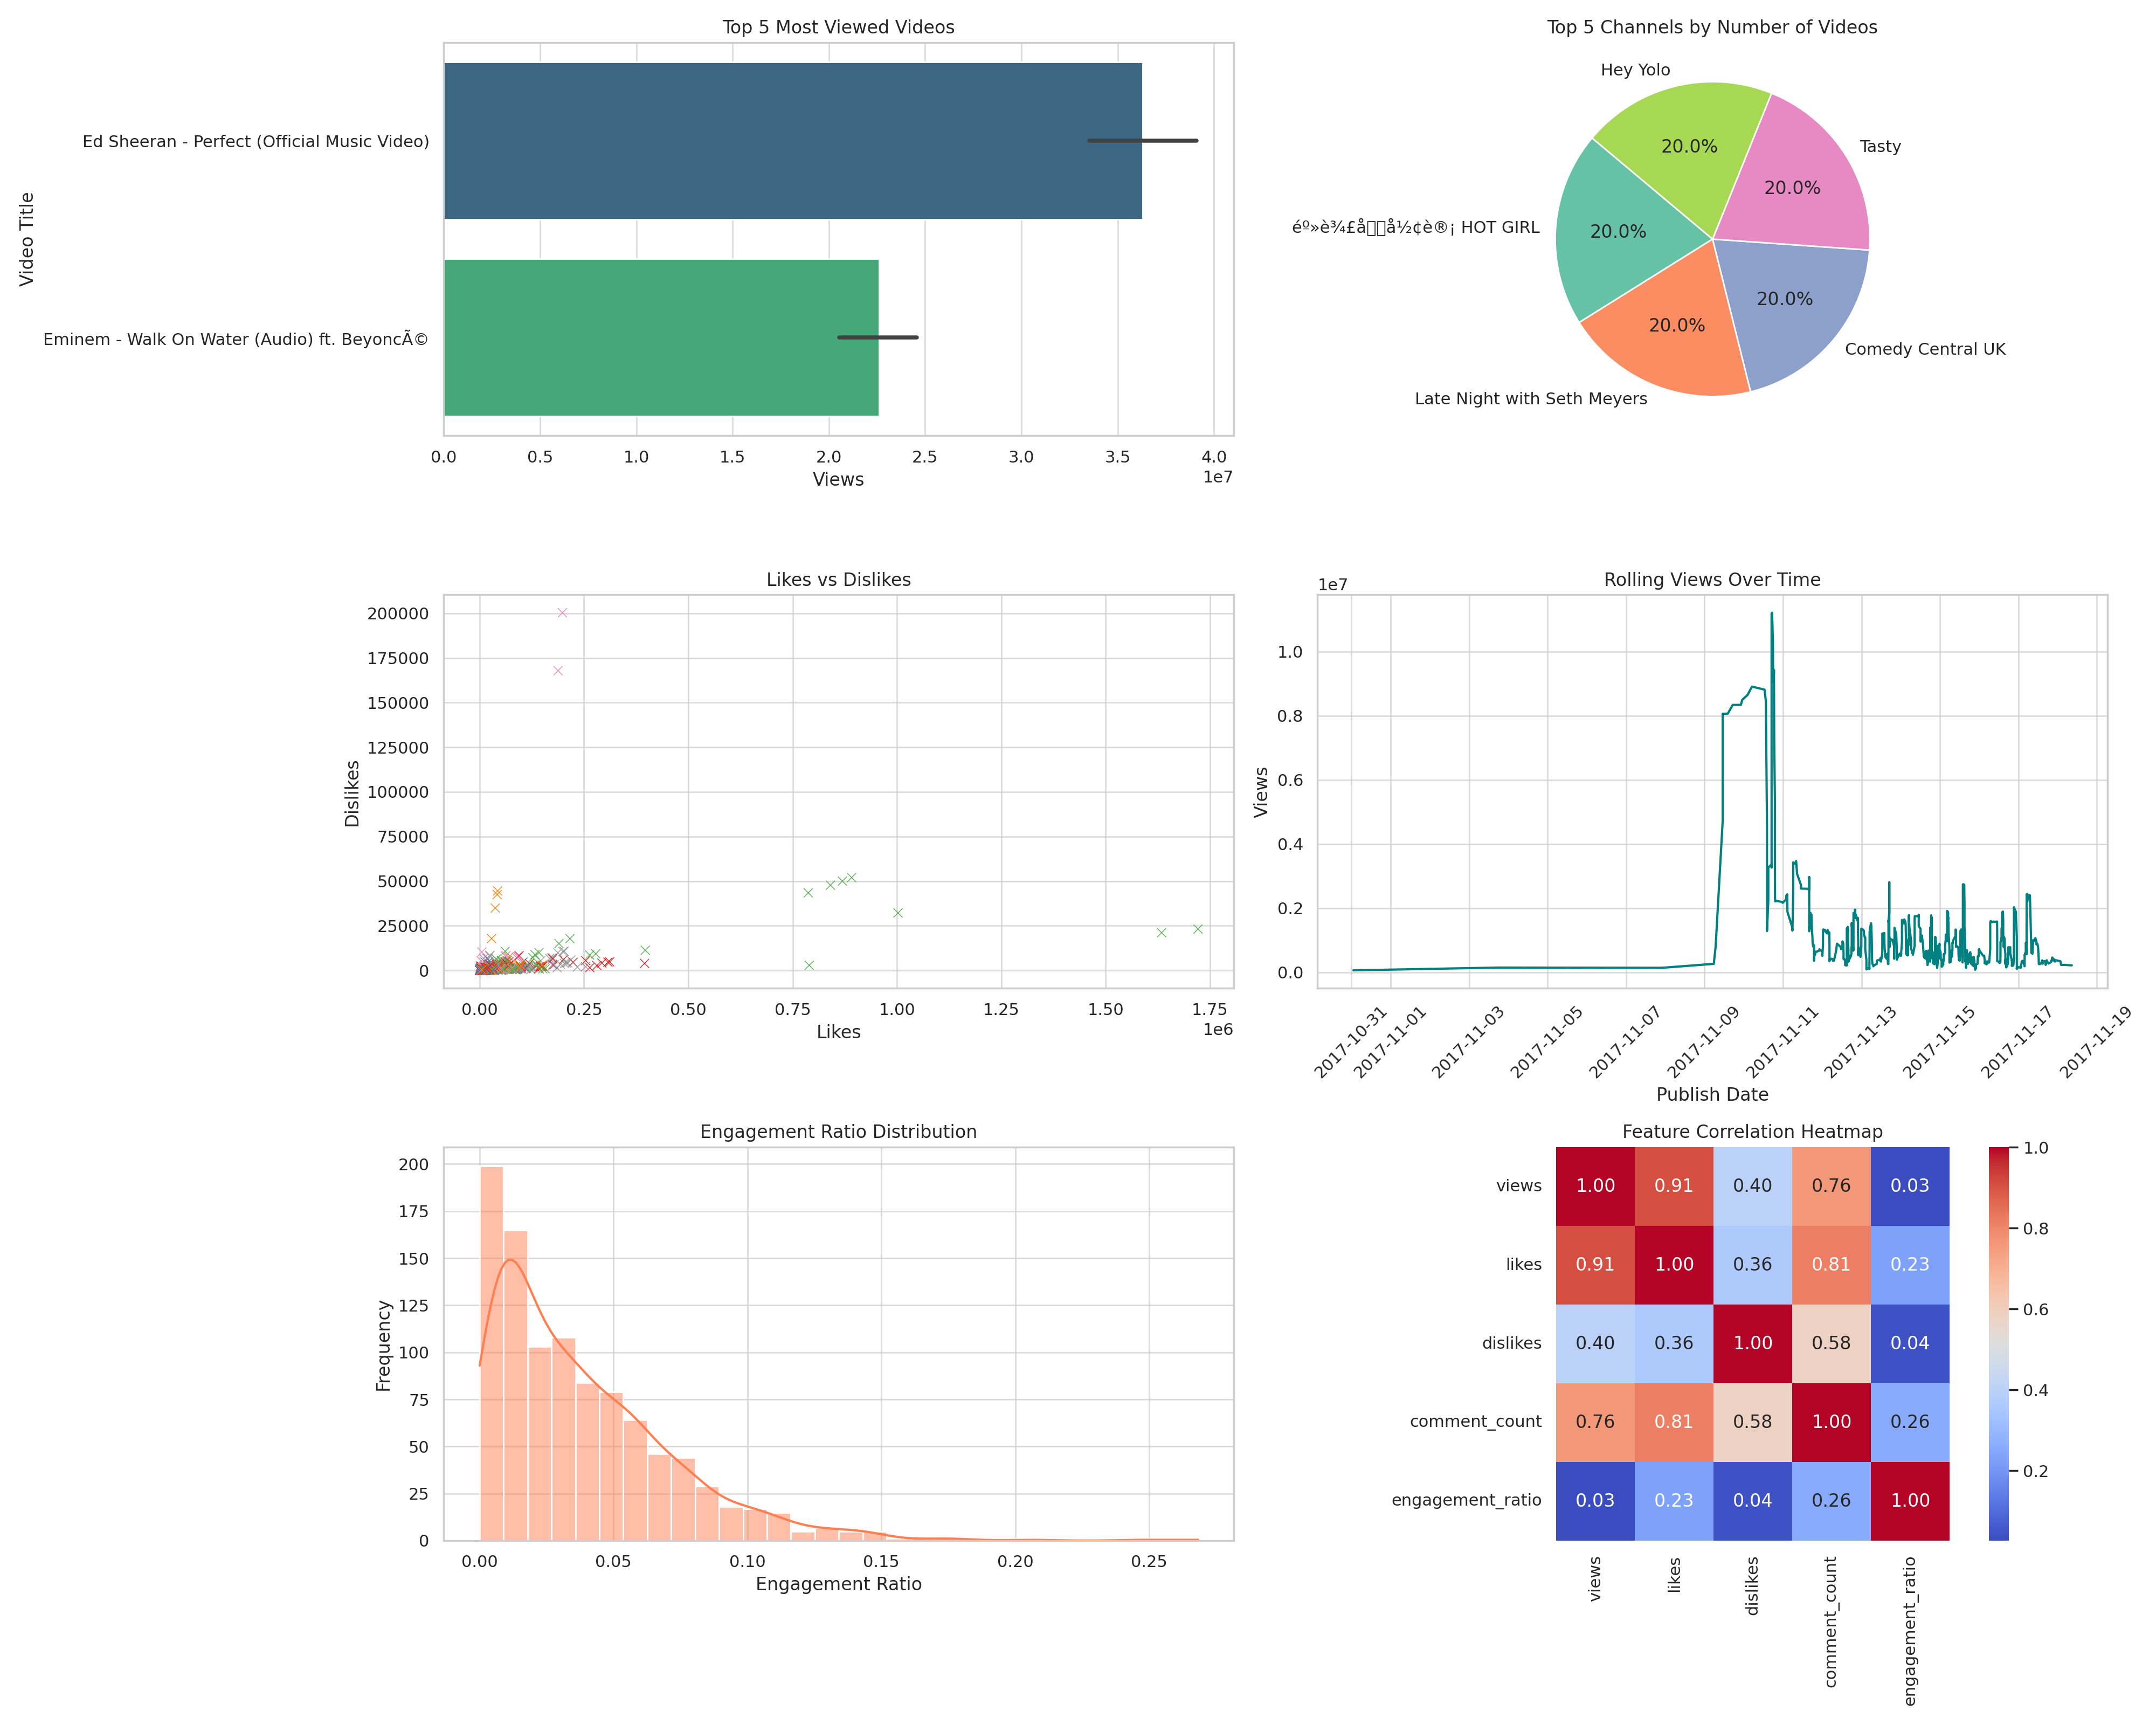 Top 5 Most Viewed Videos
Video Title
Ed Sheeran - Perfect (Official Music Video)
Eminem - Walk On Water (Audio) ft. BeyoncÃ©
0.0 0.5 1.0 1.5 2.0 2.5 3.0 3.5 4.0
1e7
Views
Top 5 Channels by Number of Videos
Hey Yolo
Tasty
20.0%
20.0%
éº»è¾£å½¢è®¡ HOT GIRL
20.0%
20.0%
20.0%
Comedy Central UK
Late Night with Seth Meyers
Likes vs Dislikes
Dislikes
200000
175000
150000
125000
100000
75000
50000
25000
0
0.00 0.25 0.50 0.75 1.00 1.25 1.50 1.75
1e6
Likes
Rolling Views Over Time
1e7
Views
1.0
0.8
0.6
0.4
0.2
0.0
2017-10-31 2017-11-01 2017-11-03 2017-11-05 2017-11-07 2017-11-09 2017-11-11 2017-11-13 2017-11-15 2017-11-17 2017-11-19
Publish Date
Engagement Ratio Distribution
Frequency
200
175
150
125
100
75
50
25
0
0.00 0.05 0.10 0.15 0.20 0.25
Engagement Ratio
Feature Correlation Heatmap
views 1.00 0.91 0.40 0.76 0.03
likes 0.91 1.00 0.36 0.81 0.23
dislikes 0.40 0.36 1.00 0.58 0.04
comment_count 0.76 0.81 0.58 1.00 0.26
engagement_ratio 0.03 0.23 0.04 0.26 1.00
views likes dislikes comment_count engagement_ratio
1.0
0.8
0.6
0.4
0.2